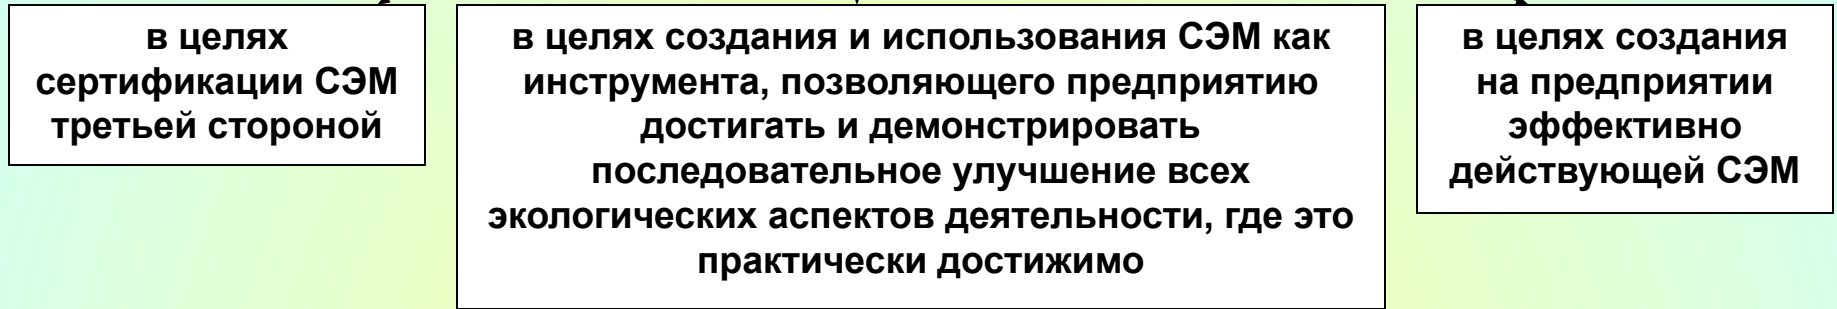 в целях
сертификации СЭМ
третьей стороной
в целях создания и использования СЭМ как
инструмента, позволяющего предприятию
достигать и демонстрировать
последовательное улучшение всех
экологических аспектов деятельности, где это
практически достижимо
в целях создания
на предприятии
эффективно
действующей СЭМ